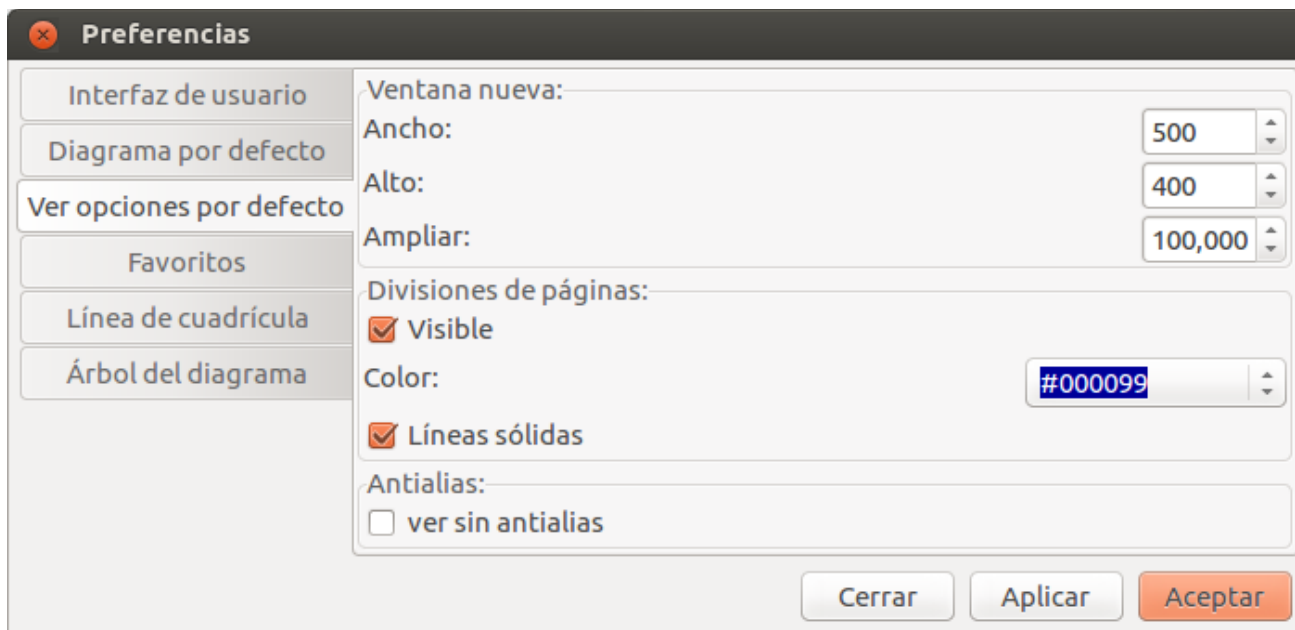 Preferencias
Interfaz de usuario
Diagrama por defecto
Ver opciones por defecto
Favoritos
Línea de cuadrícula
Árbol del diagrama
Ventana nueva:
Ancho: 500
Alto: 400
Ampliar: 100,000
Divisiones de páginas:
Visible
Color: #000099
Líneas sólidas
Antialias:
ver sin antialias
Cerrar Aplicar Aceptar